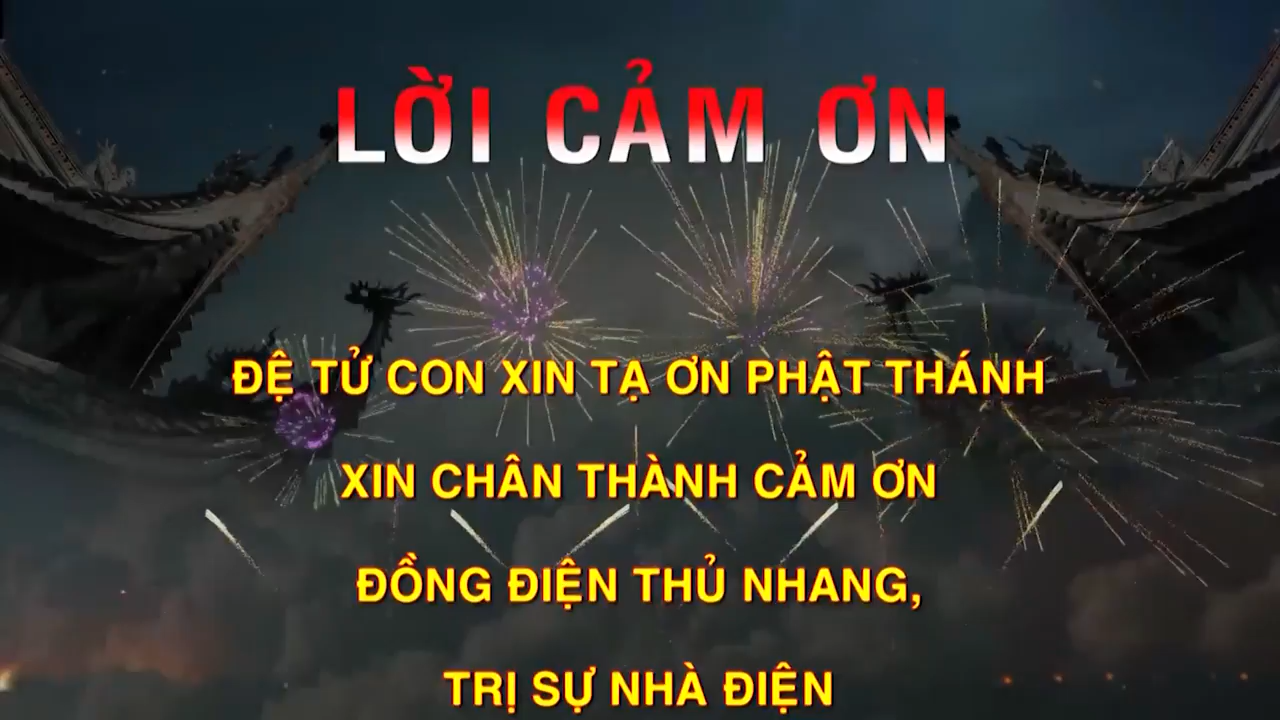 LỜI CẢM ƠN
ĐỆ TỬ CON XIN TẠ ƠN PHẬT THÁNH
XIN CHÂN THÀNH CẢM ƠN
ĐỒNG ĐIỆN THỦ NHANG,
TRỊ SỰ NHÀ ĐIỆN